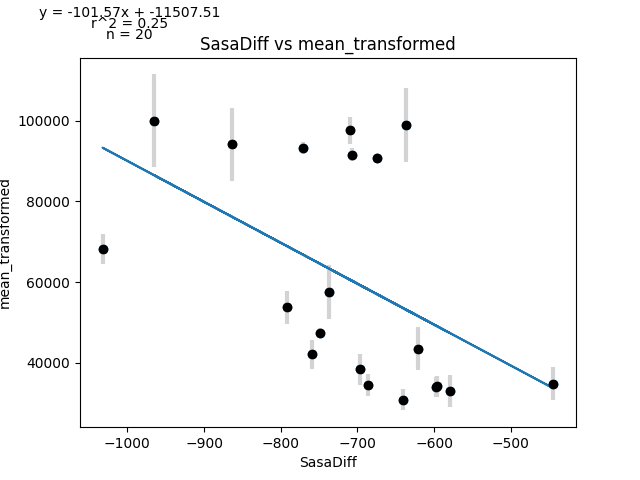 y = -101.57x + -11507.51
r^2 = 0.25
n = 20
SasaDiff vs mean_transformed
100000
80000
60000
40000
mean_transformed
−1000
−900
−800
−700
−600
−500
SasaDiff